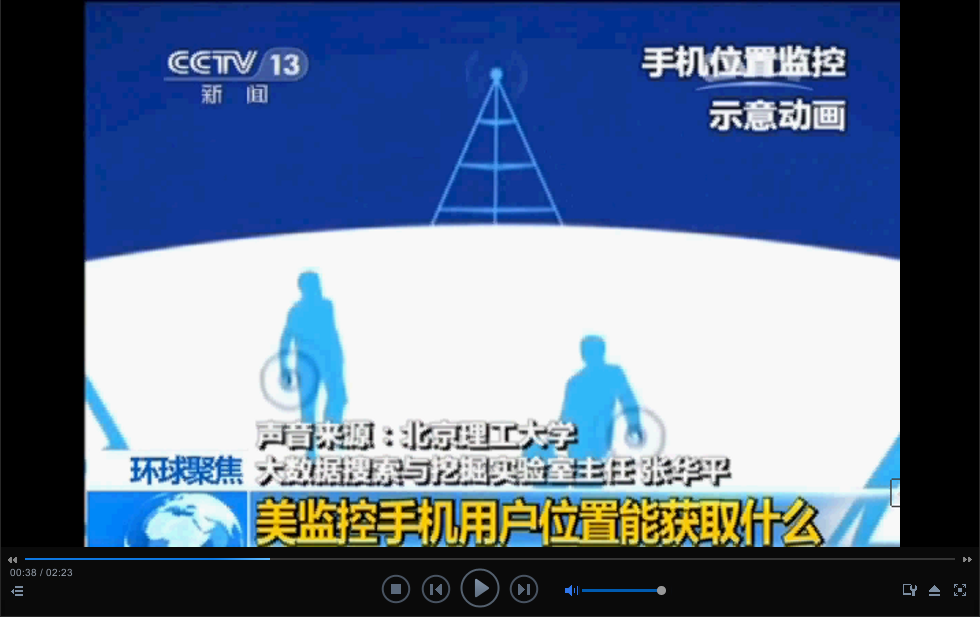 CCTV 13
新闻
手机位置监控
示意动画
声音来源：北京理工大学
环球聚焦
大数据搜索与挖掘实验室主任 张华平
美监控手机用户位置能获取什么
00:38 / 02:23